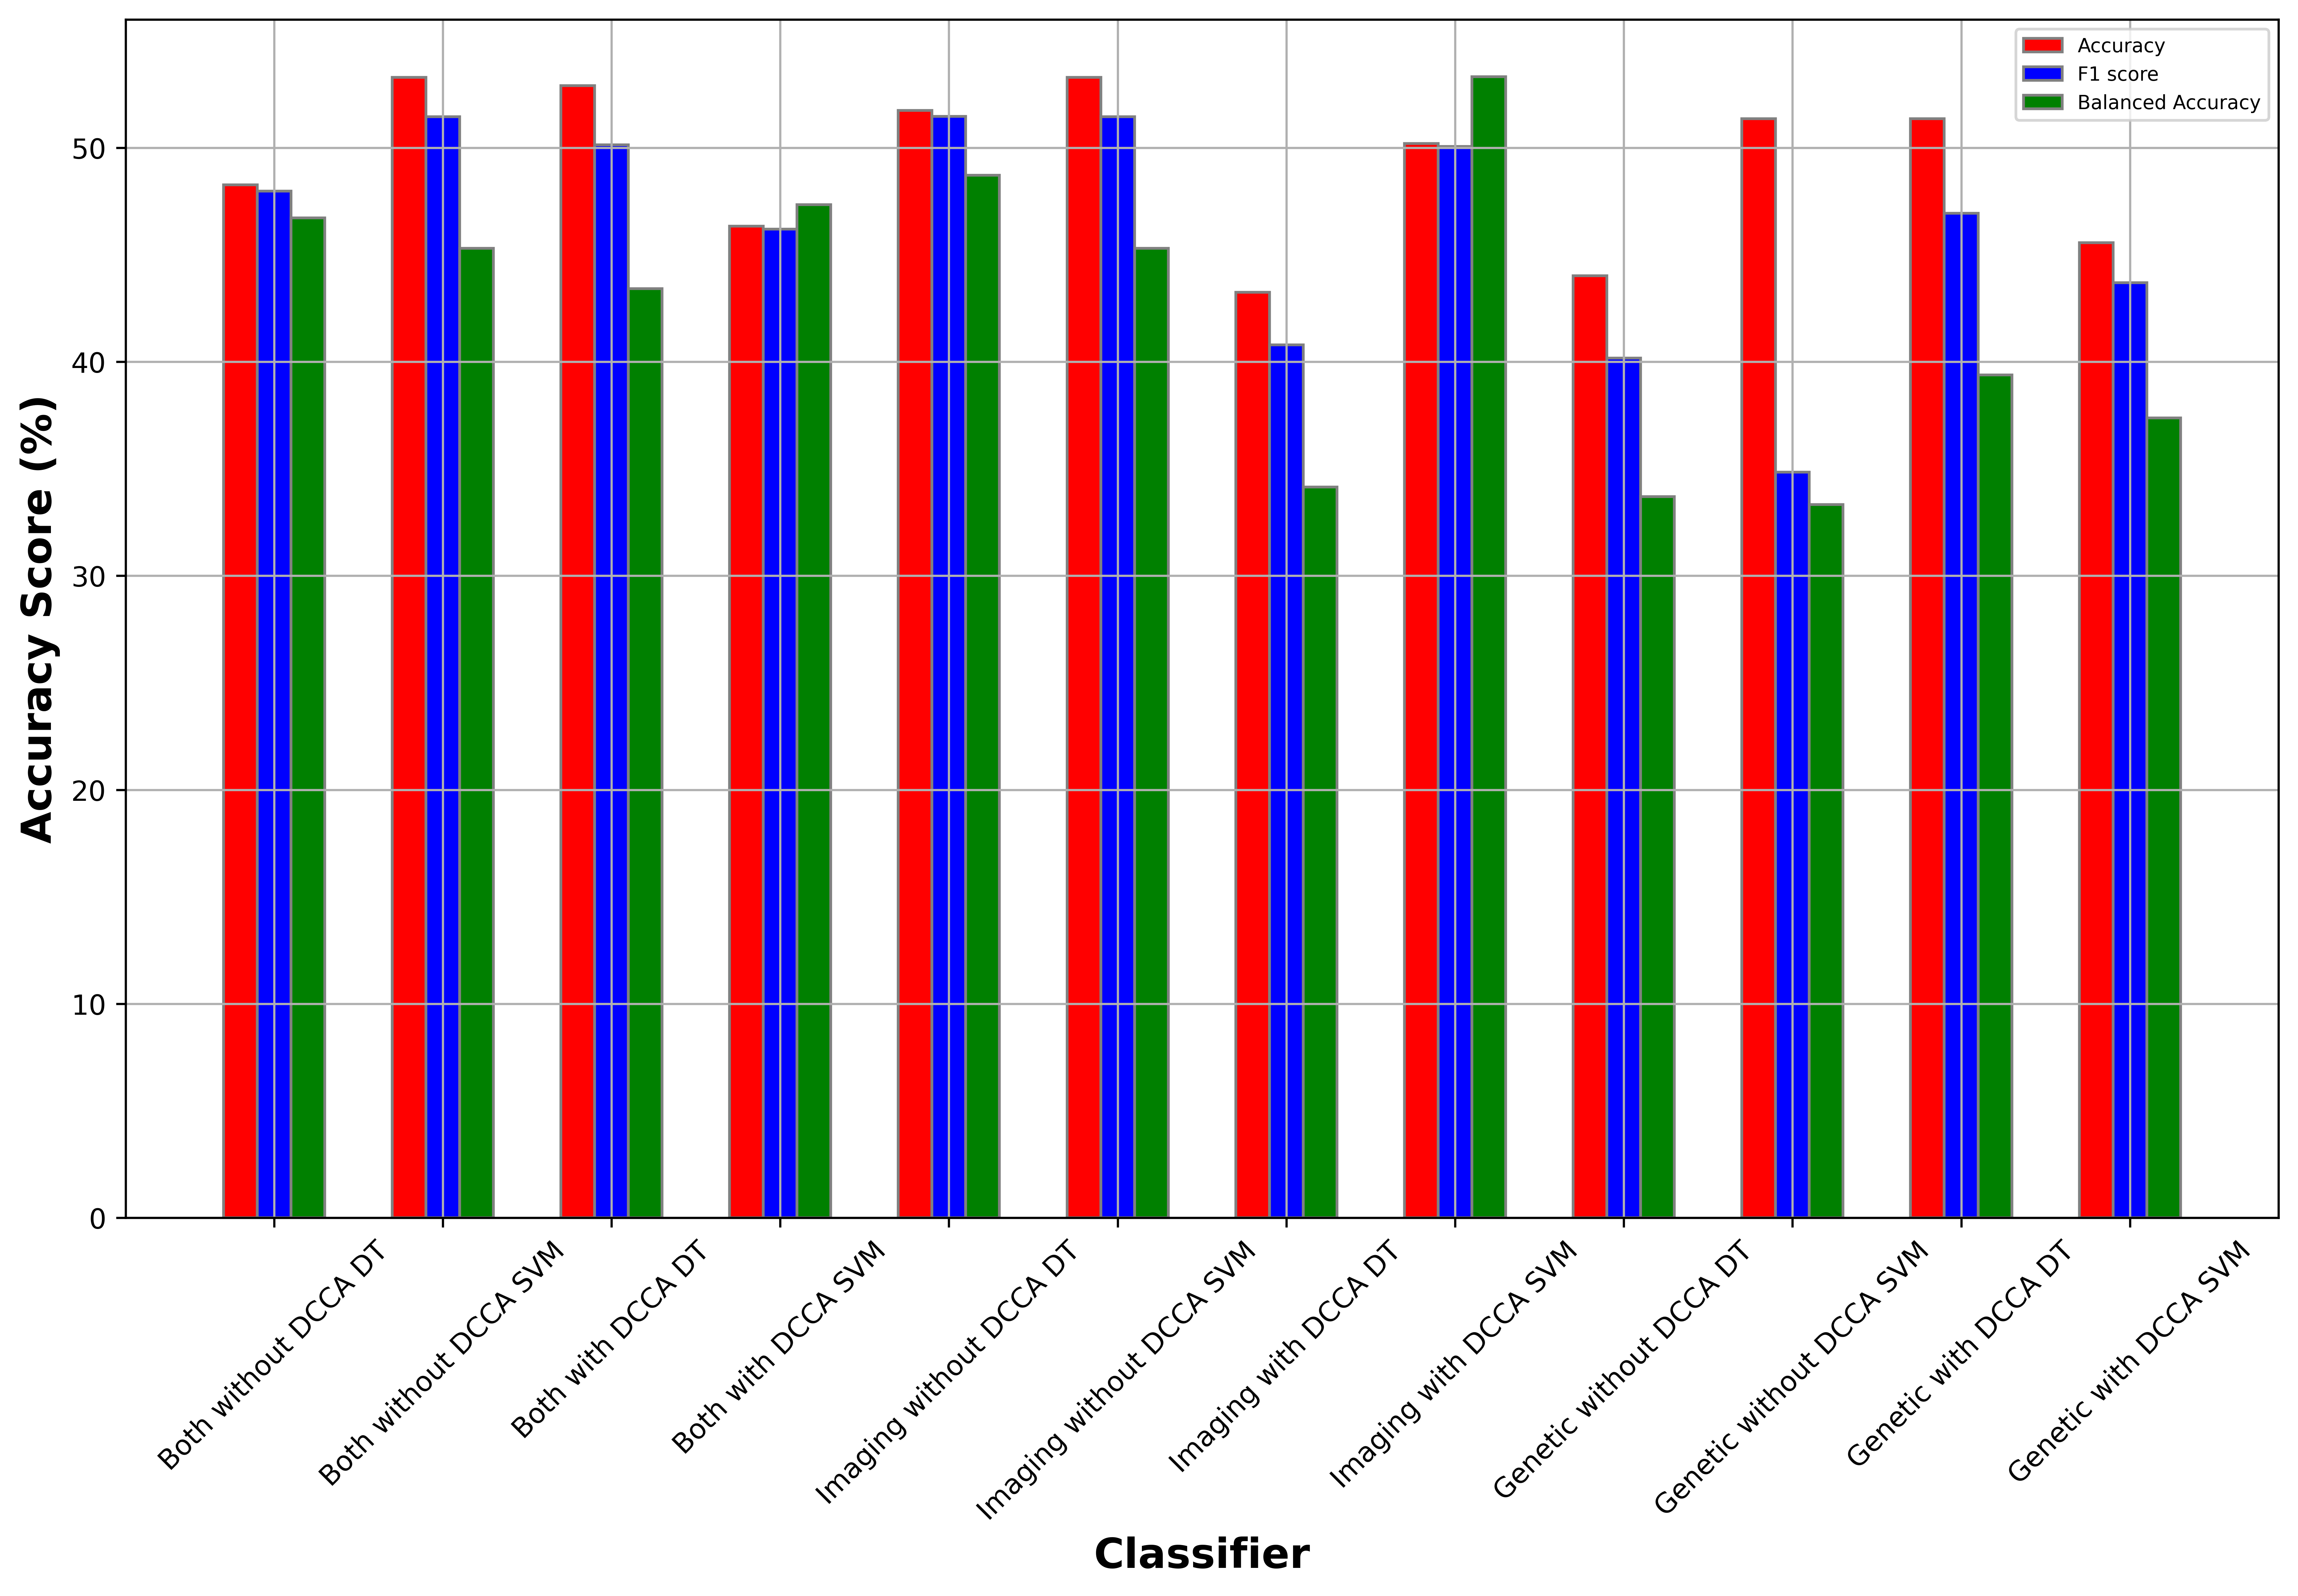 Accuracy
F1 score
Balanced Accuracy
Accuracy Score (%)
50
40
30
20
10
0
Both without DCCA DT
Both without DCCA SVM
Both with DCCA DT
Both with DCCA SVM
Imaging without DCCA DT
Imaging without DCCA SVM
Imaging with DCCA DT
Imaging with DCCA SVM
Genetic without DCCA DT
Genetic without DCCA SVM
Genetic with DCCA DT
Genetic with DCCA SVM
Classifier